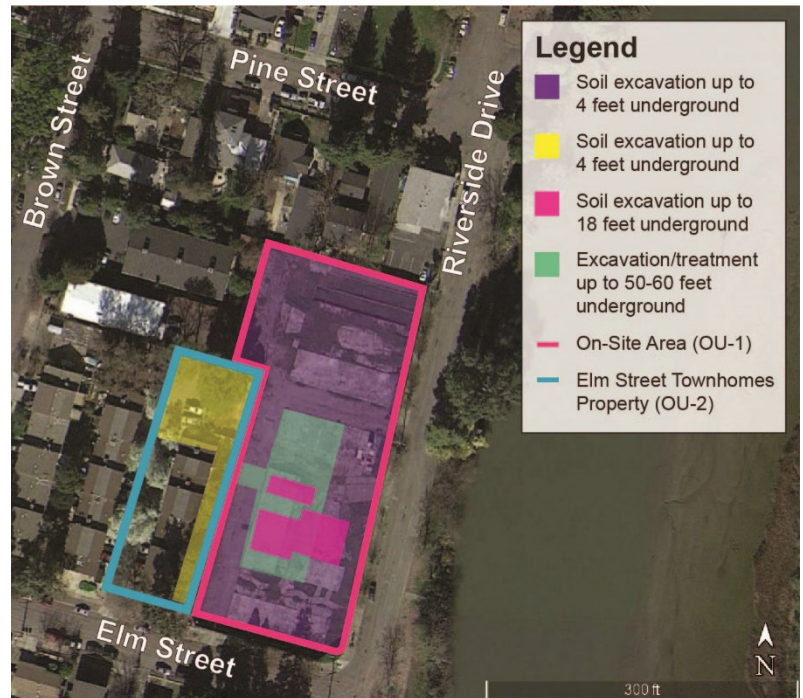 Pine Street
Brown Street
Riverside Drive
Elm Street
Legend
Soil excavation up to
4 feet underground
Soil excavation up to
4 feet underground
Soil excavation up to
18 feet underground
Excavation/treatment
up to 50-60 feet
underground
On-Site Area (OU-1)
Elm Street Townhomes
Property (OU-2)
N
300 ft